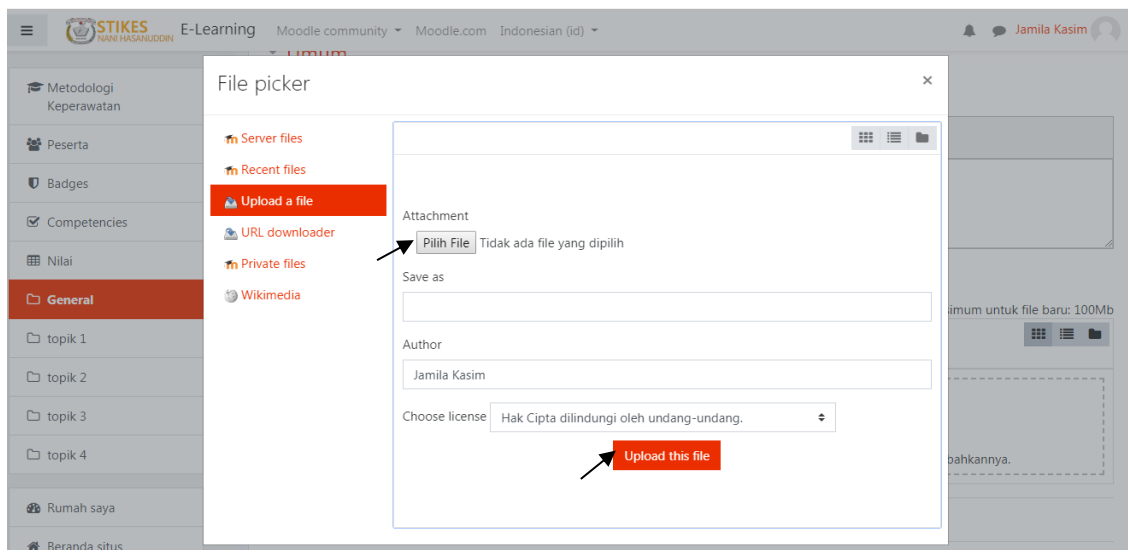 STIKES
NANI HASANUDDIN
E-Learning Moodle community Moodle.com Indonesian (id) Jamila Kasim
Umum
Metodologi
Keperawatan
Peserta
Badges
Competencies
Nilai
General
topik 1
topik 2
topik 3
topik 4
Rumah saya
Beranda situs
File picker ×
Server files
Recent files
Upload a file
URL downloader
Private files
Wikimedia
Attachment
Pilih File Tidak ada file yang dipilih
Save as
Author
Jamila Kasim
Choose license Hak Cipta dilindungi oleh undang-undang.
Upload this file
imum untuk file baru: 100Mb
bahkannya.